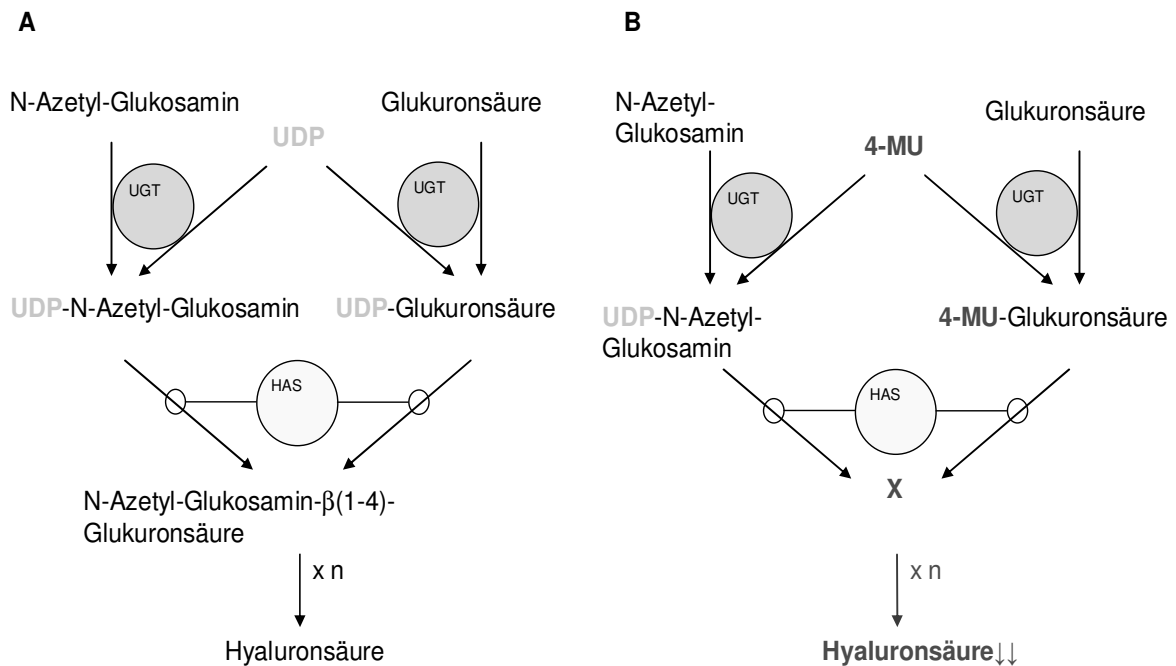 A
N-Azetyl-Glukosamin
Glukuronsäure
UDP
UGT
UGT
UDP-N-Azetyl-Glukosamin
UDP-Glukuronsäure
HAS
N-Azetyl-Glukosamin-β(1-4)-
Glukuronsäure
x n
Hyaluronsäure
B
N-Azetyl-
Glukosamin
Glukuronsäure
4-MU
UGT
UGT
UDP-N-Azetyl-
Glukosamin
4-MU-Glukuronsäure
HAS
X
x n
Hyaluronsäure↓↓